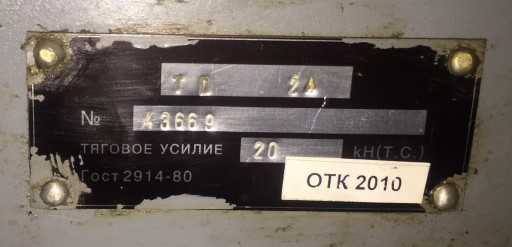 ТД 2А
№ 43669
ТЯГОВОЕ УСИЛИЕ 20 кН(Т.С.)
Гост 2914-80
ОТК 2010